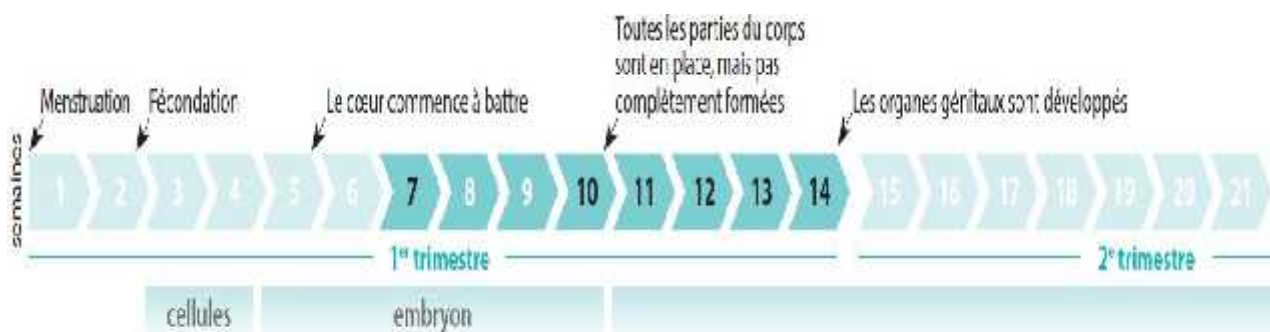 Toutes les parties du corps
sont en place, mais pas
complètement formées
Menstruation
Fécondation
Le cœur commence à battre
Les organes génitaux sont développés
semaines
1 2 3 4 5 6 7 8 9 10 11 12 13 14 15 16 17 18 19 20 21
1er trimestre
2e trimestre
cellules
embryon